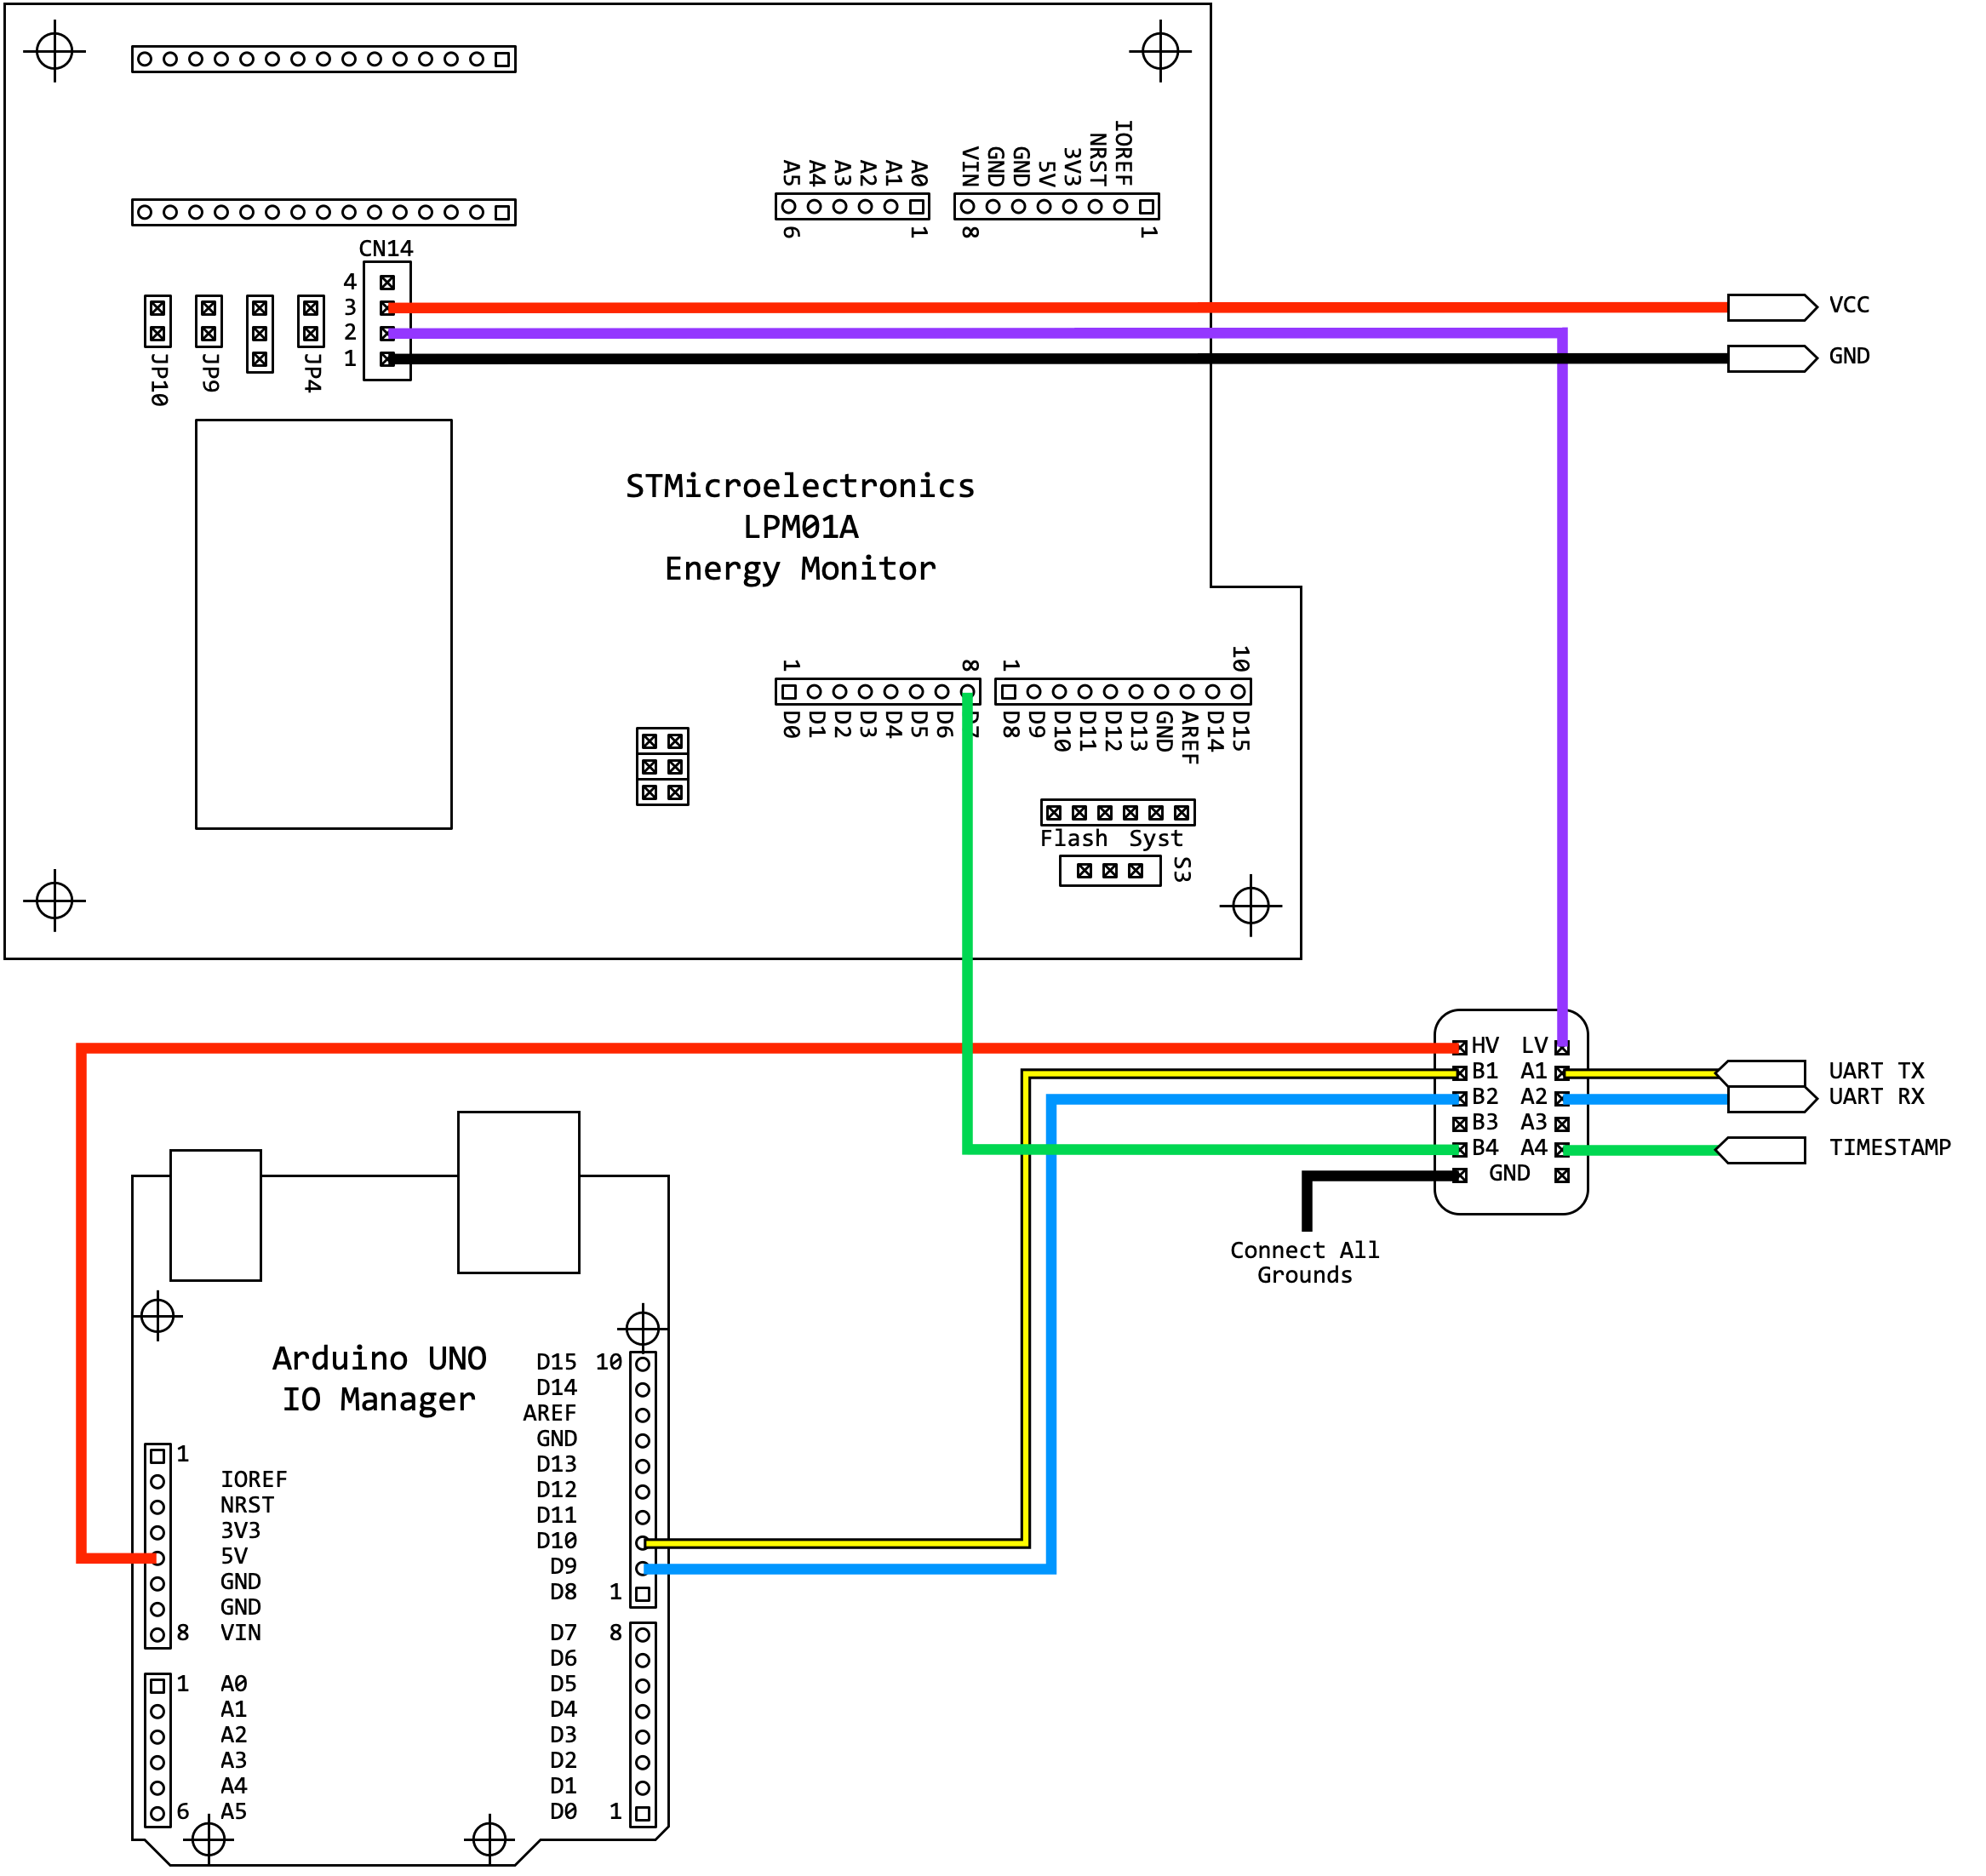 A5
A4
A3
A2
A1
A0
6
1
VIN
GND
GND
5V
3V3
NRST
IOREF
8
1
CN14
4
3
2
1
JP10
JP9
JP4
VCC
GND
STMicroelectronics
LPM01A
Energy Monitor
1
8
D0
D1
D2
D3
D4
D5
D6
D7
1
10
D8
D9
D10
D11
D12
D13
GND
AREF
D14
D15
Flash Syst
S3
HV LV
B1 A1
B2 A2
B3 A3
B4 A4
GND
UART TX
UART RX
TIMESTAMP
Connect All
Grounds
Arduino UNO
IO Manager
1
IOREF
NRST
3V3
5V
GND
GND
8 VIN
1 A0
A1
A2
A3
A4
6 A5
D15 10
D14
AREF
GND
D13
D12
D11
D10
D9
D8 1
D7 8
D6
D5
D4
D3
D2
D1
D0 1